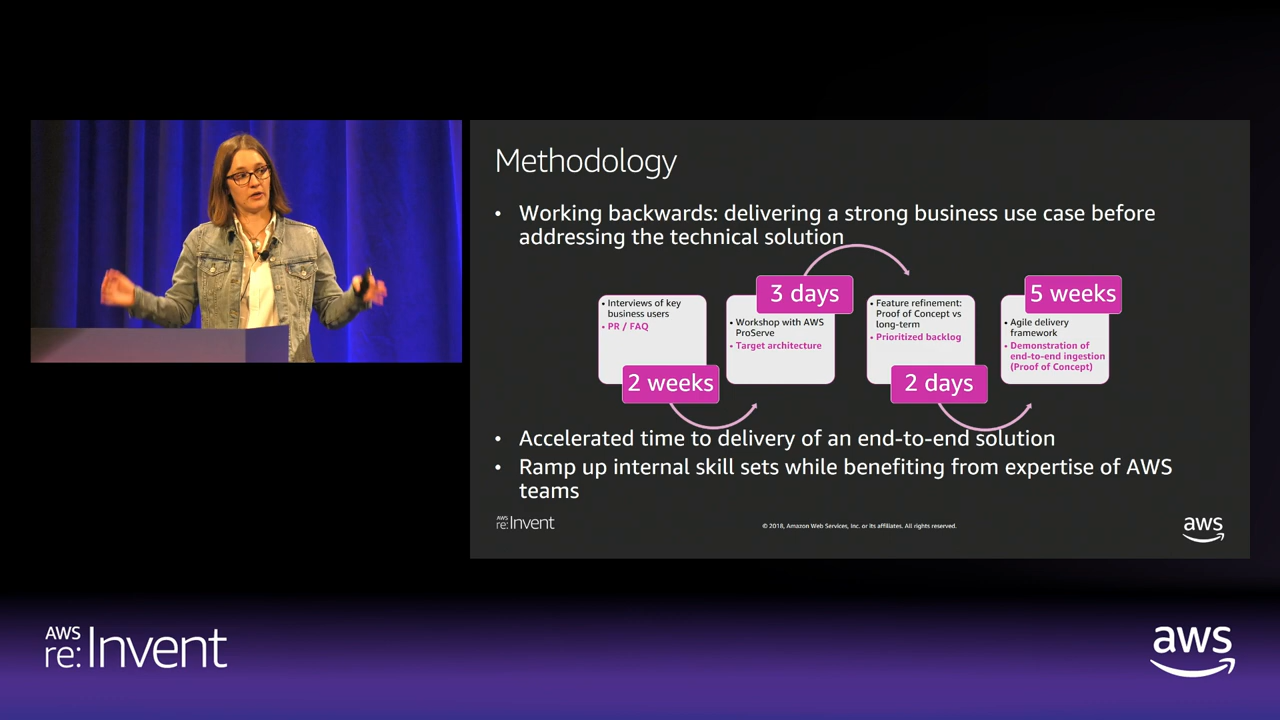 Methodology
• Working backwards: delivering a strong business use case before
addressing the technical solution
• Interviews of key
business users
• PR / FAQ
2 weeks
3 days
• Workshop with AWS
ProServe
• Target architecture
• Feature refinement:
Proof of Concept vs
long-term
• Prioritized backlog
2 days
5 weeks
• Agile delivery
framework
• Demonstration of
end-to-end ingestion
(Proof of Concept)
• Accelerated time to delivery of an end-to-end solution
• Ramp up internal skill sets while benefiting from expertise of AWS
teams
AWS
re:Invent
© 2018, Amazon Web Services, Inc. or its affiliates. All rights reserved.
aws
AWS
re:Invent
aws